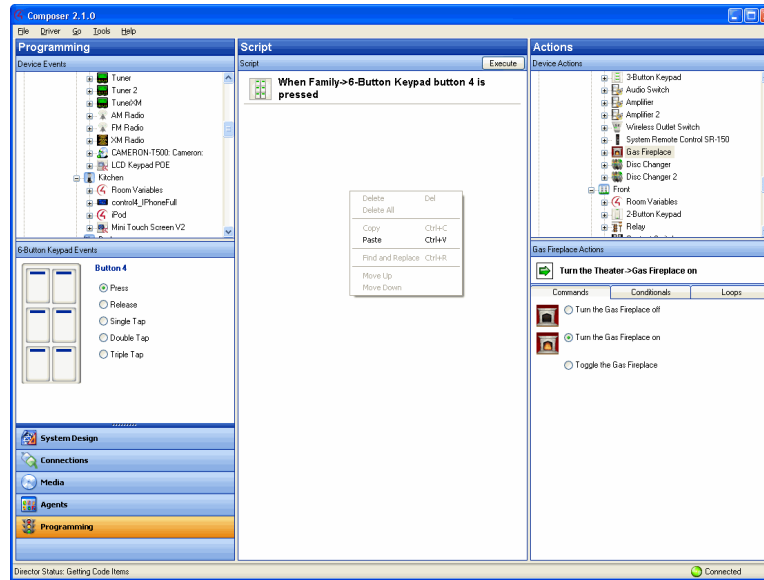 Composer 2.1.0
File Driver Go Tools Help
Programming
Device Events
Tuner
Tuner 2
TunerXM
AM Radio
FM Radio
XM Radio
CAMERON-T500: Cameron:
LCD Keypad POE
Kitchen
Room Variables
control4_IPhoneFull
iPod
Mini Touch Screen V2
6-Button Keypad Events
Button 4
Press
Release
Single Tap
Double Tap
Triple Tap
System Design
Connections
Media
Agents
Programming
Script
Script Execute
When Family->6-Button Keypad button 4 is
pressed
Delete Del
Delete All
Copy Ctrl+C
Paste Ctrl+V
Find and Replace Ctrl+R
Move Up
Move Down
Actions
Device Actions
3-Button Keypad
Audio Switch
Amplifier
Amplifier 2
Wireless Outlet Switch
System Remote Control SR-150
Gas Fireplace
Disc Changer
Disc Changer 2
Front
Room Variables
2-Button Keypad
Relay
Gas Fireplace Actions
Turn the Theater->Gas Fireplace on
Commands Conditionals Loops
Turn the Gas Fireplace off
Turn the Gas Fireplace on
Toggle the Gas Fireplace
Director Status: Getting Code Items
Connected